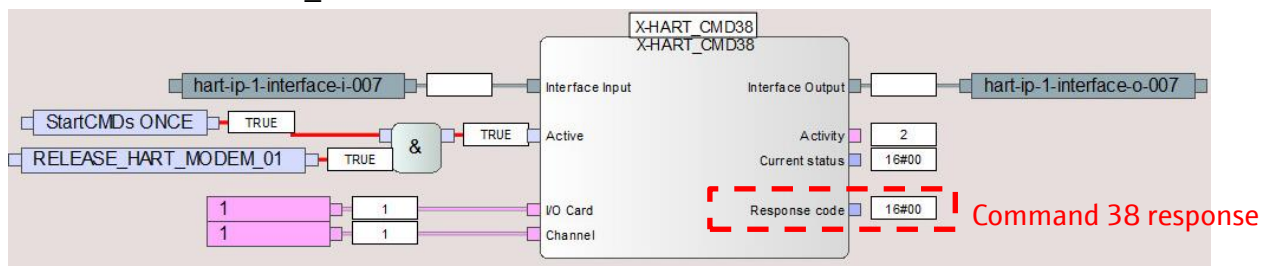 X-HART_CMD38
X-HART_CMD38
hart-ip-1-interface-i-007
Interface Input
Interface Output
hart-ip-1-interface-o-007
StartCMDs ONCE
TRUE
&
TRUE
Active
Activity
2
RELEASE_HART_MODEM_01
TRUE
Current status
16#00
1
1
I/O Card
Response code
16#00
Command 38 response
1
1
Channel